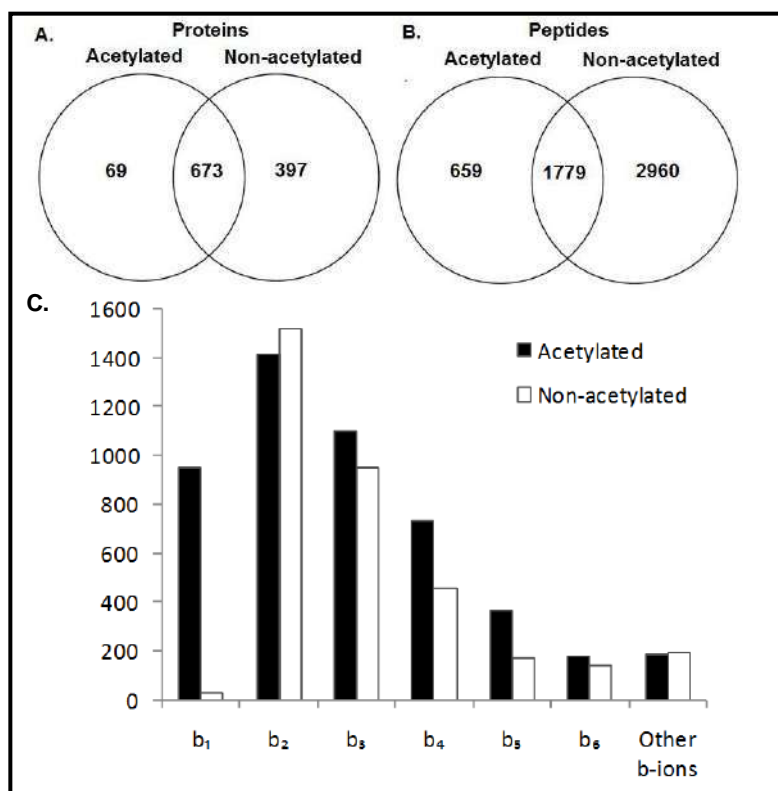 A. Proteins
Acetylated Non-acetylated
69 673 397
B. Peptides
Acetylated Non-acetylated
659 1779 2960
C.
1600
1400
1200
1000
800
600
400
200
0
Acetylated
Non-acetylated
b₁ b₂ b₃ b₄ b₅ b₆ Other
b-ions